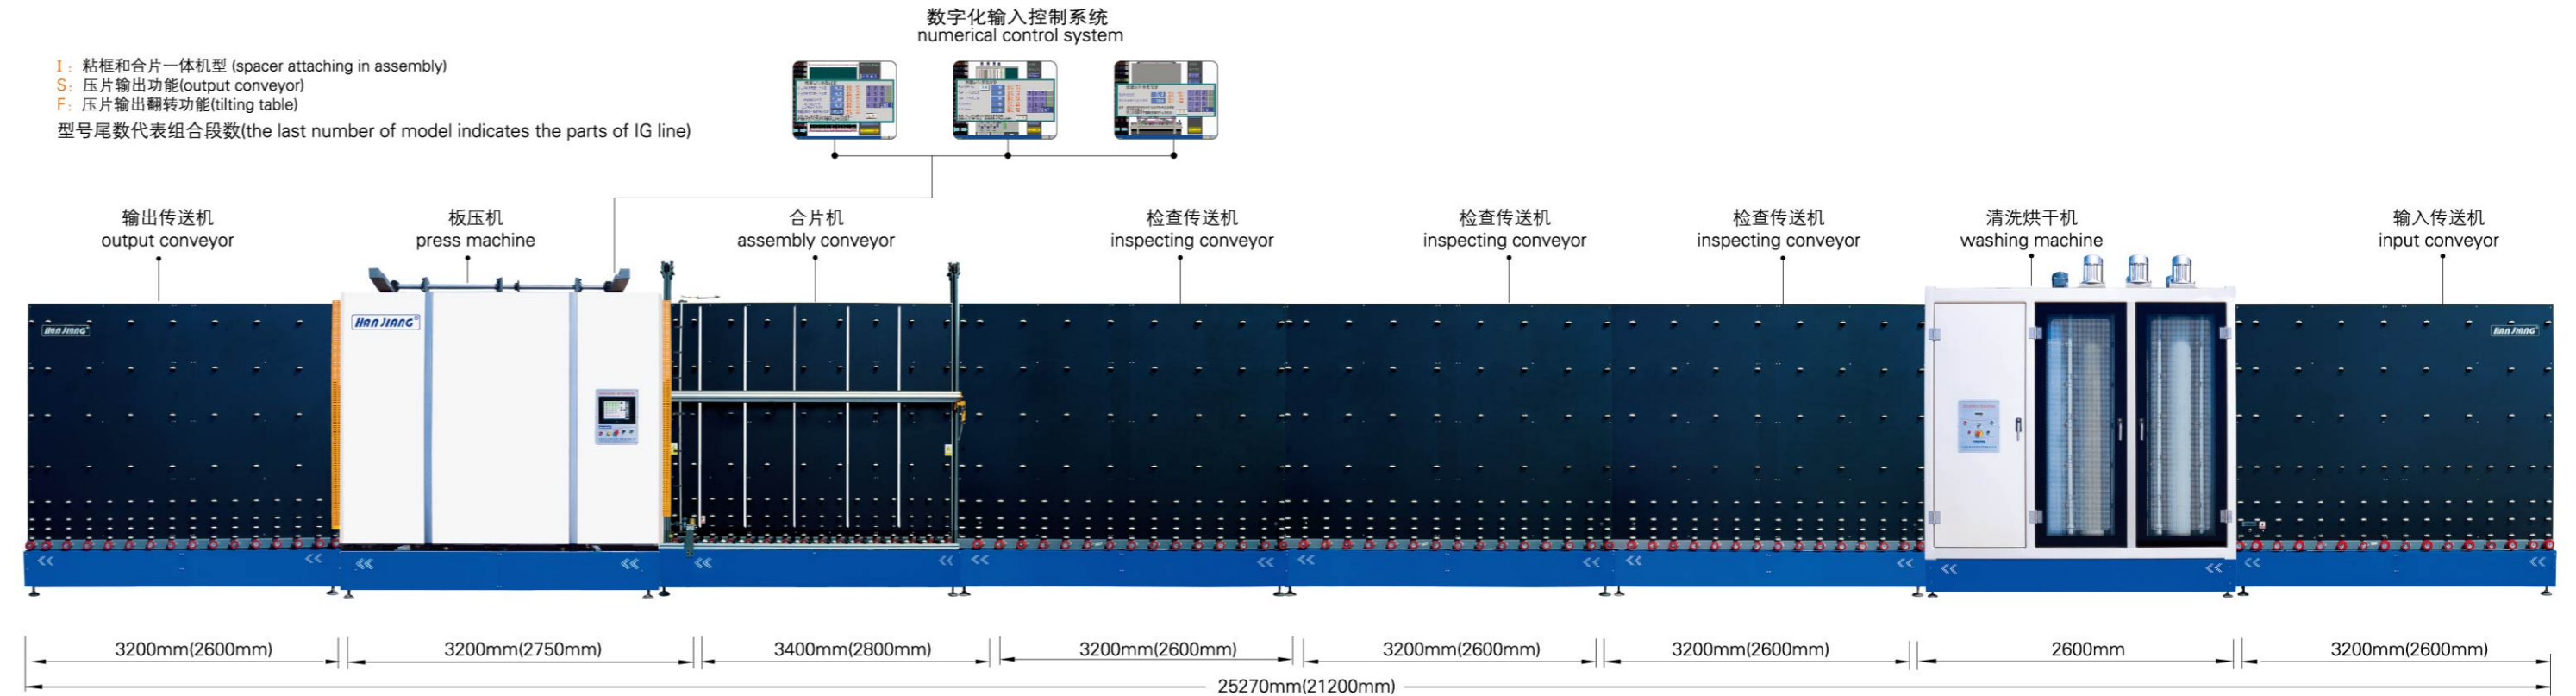 数字化输入控制系统
numerical control system
I：粘框和合片一体机型 (spacer attaching in assembly)
S：压片输出功能(output conveyor)
F：压片输出翻转功能(tilting table)
型号尾数代表组合段数(the last number of model indicates the parts of IG line)
输出传送机
output conveyor
板压机
press machine
合片机
assembly conveyor
检查传送机
inspecting conveyor
检查传送机
inspecting conveyor
检查传送机
inspecting conveyor
清洗烘干机
washing machine
输入传送机
input conveyor
HANJIANG®
HANJIANG®
HANJIANG®
3200mm(2600mm)
3200mm(2750mm)
3400mm(2800mm)
3200mm(2600mm)
3200mm(2600mm)
3200mm(2600mm)
2600mm
3200mm(2600mm)
25270mm(21200mm)